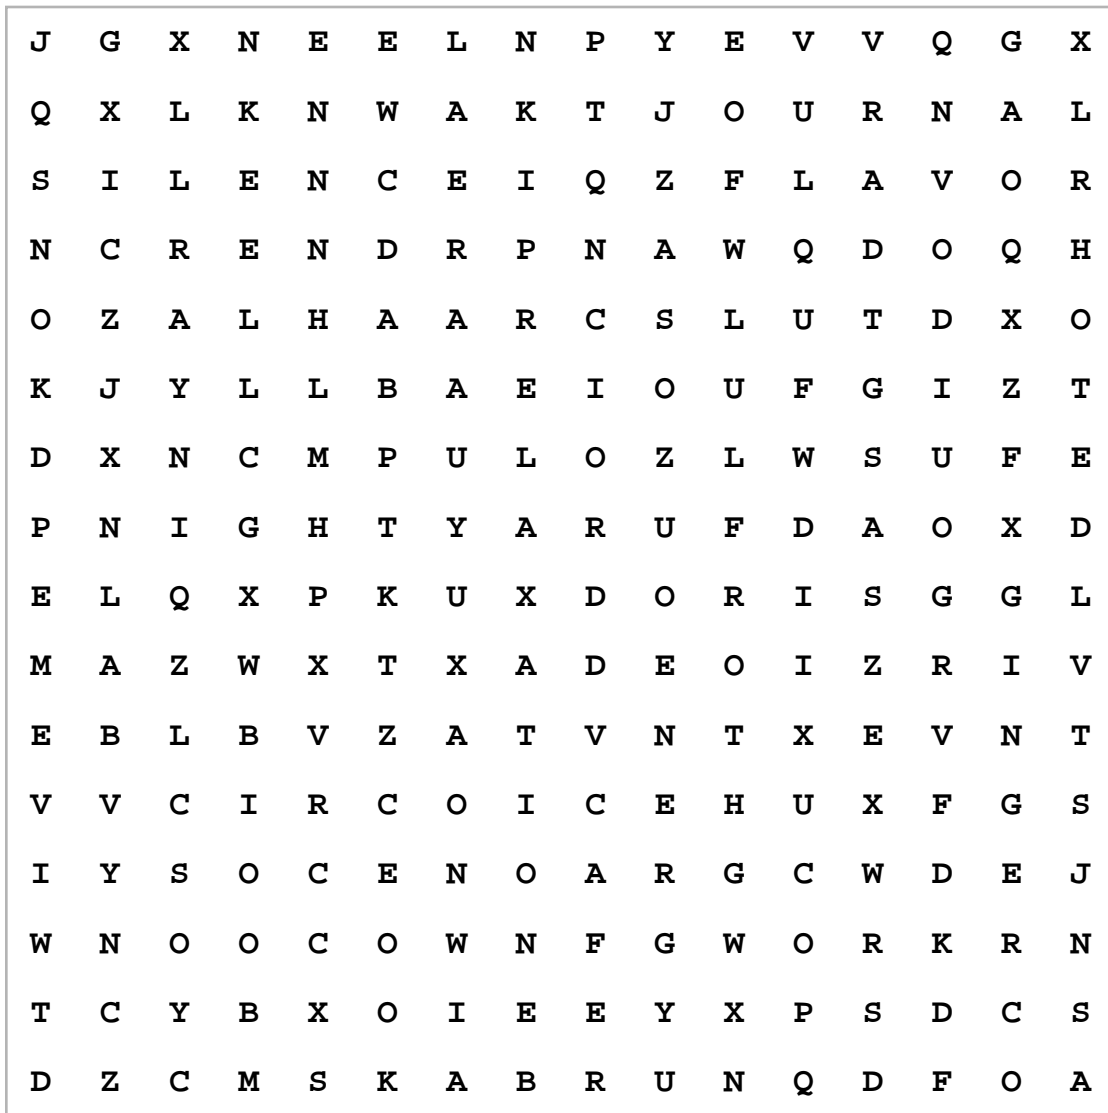 J G X N E E L N P Y E V V Q G X
Q X L K N W A K T J O U R N A L
S I L E N C E I Q Z F L A V O R
N C R E N D R P N A W Q D O Q H
O Z A L H A A R C S L U T D X O
K J Y L L B A E I O U F G I Z T
D X N C M P U L O Z L W S U F E
P N I G H T Y A R U F D A O X D
E L Q X P K U X D O R I S G G L
M A Z W X T X A D E O I Z R I V
E B L B V Z A T V N T X E V N T
V V C I R C O I C E H U X F G S
I Y S O C E N O A R G C W D E J
W N O O C O W N F G W O R K R N
T C Y B X O I E E Y X P S D C S
D Z C M S K A B R U N Q D F O A